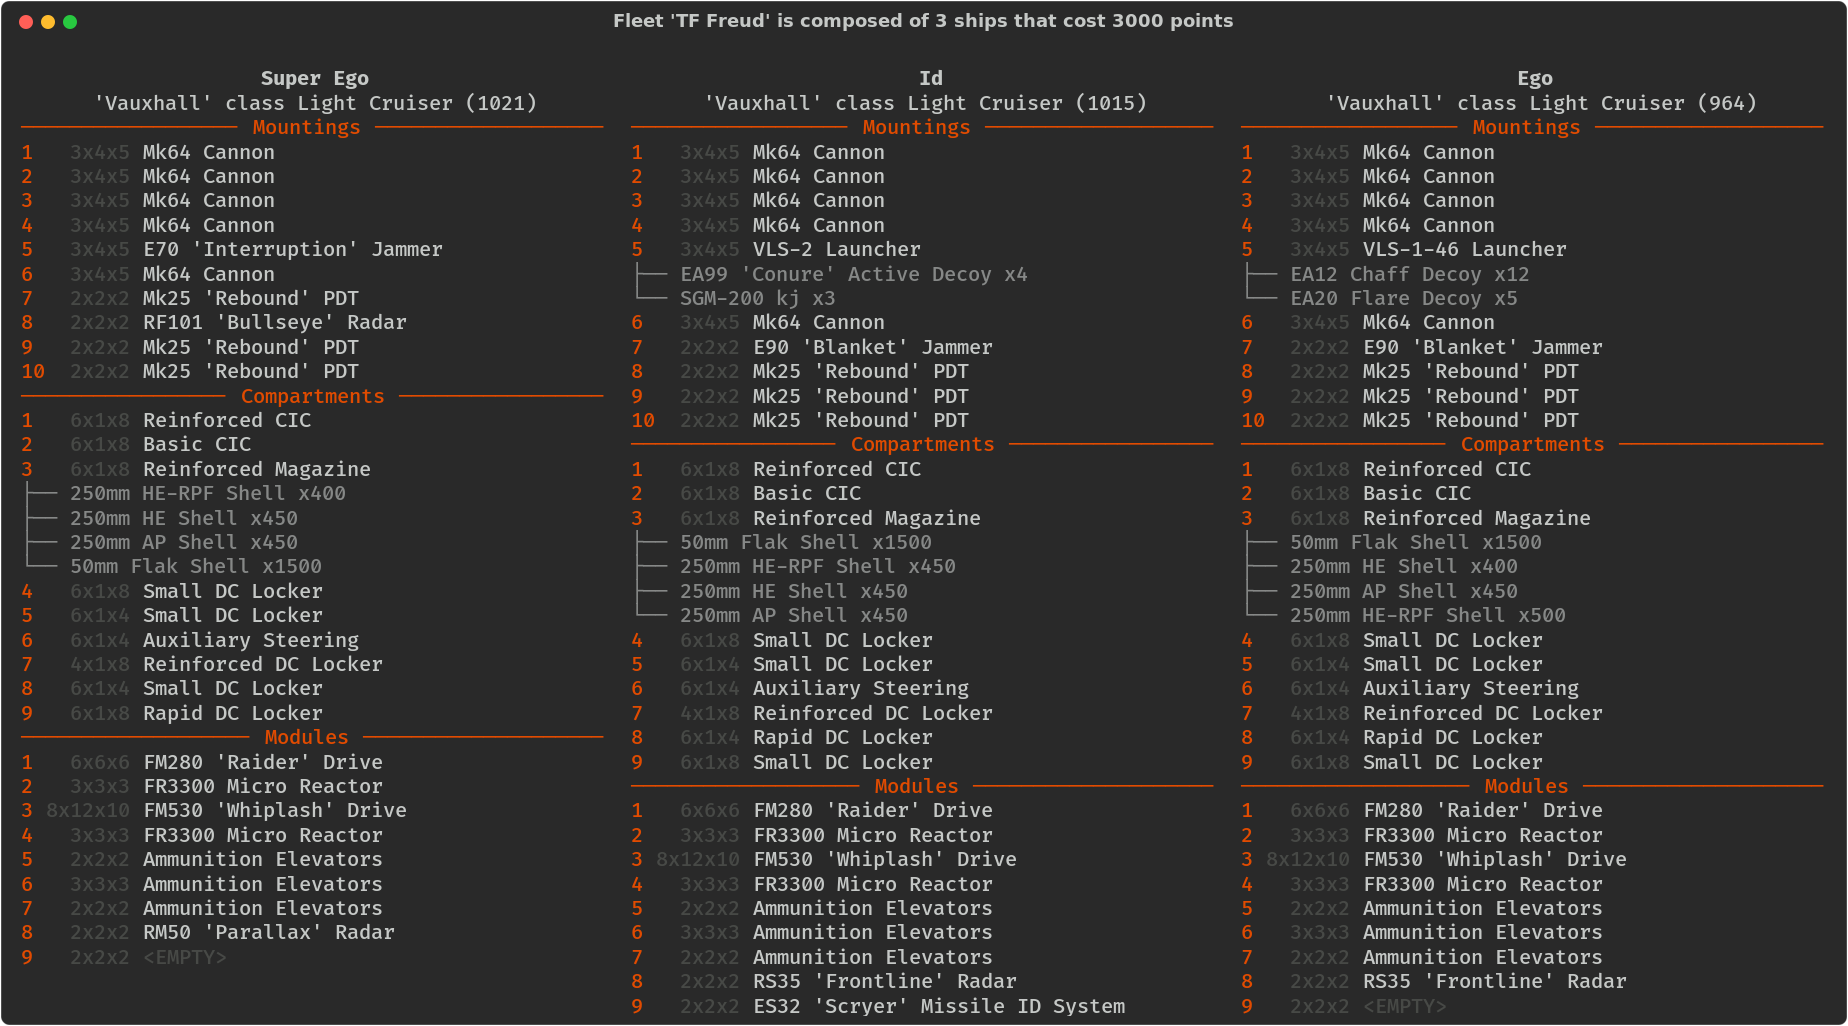 Fleet 'TF Freud' is composed of 3 ships that cost 3000 points
Super Ego
'Vauxhall' class Light Cruiser (1021)
Mountings
1 3x4x5 Mk64 Cannon
2 3x4x5 Mk64 Cannon
3 3x4x5 Mk64 Cannon
4 3x4x5 Mk64 Cannon
5 3x4x5 E70 'Interruption' Jammer
6 3x4x5 Mk64 Cannon
7 2x2x2 Mk25 'Rebound' PDT
8 2x2x2 RF101 'Bullseye' Radar
9 2x2x2 Mk25 'Rebound' PDT
10 2x2x2 Mk25 'Rebound' PDT
Compartments
1 6x1x8 Reinforced CIC
2 6x1x8 Basic CIC
3 6x1x8 Reinforced Magazine
250mm HE-RPF Shell x400
250mm HE Shell x450
250mm AP Shell x450
50mm Flak Shell x1500
4 6x1x8 Small DC Locker
5 6x1x4 Small DC Locker
6 6x1x4 Auxiliary Steering
7 4x1x8 Reinforced DC Locker
8 6x1x4 Small DC Locker
9 6x1x8 Rapid DC Locker
Modules
1 6x6x6 FM280 'Raider' Drive
2 3x3x3 FR3300 Micro Reactor
3 8x12x10 FM530 'Whiplash' Drive
4 3x3x3 FR3300 Micro Reactor
5 2x2x2 Ammunition Elevators
6 3x3x3 Ammunition Elevators
7 2x2x2 Ammunition Elevators
8 2x2x2 RM50 'Parallax' Radar
9 2x2x2 <EMPTY>
Id
'Vauxhall' class Light Cruiser (1015)
Mountings
1 3x4x5 Mk64 Cannon
2 3x4x5 Mk64 Cannon
3 3x4x5 Mk64 Cannon
4 3x4x5 Mk64 Cannon
5 3x4x5 VLS-2 Launcher
EA99 'Conure' Active Decoy x4
SGM-200 kj x3
6 3x4x5 Mk64 Cannon
7 2x2x2 E90 'Blanket' Jammer
8 2x2x2 Mk25 'Rebound' PDT
9 2x2x2 Mk25 'Rebound' PDT
10 2x2x2 Mk25 'Rebound' PDT
Compartments
1 6x1x8 Reinforced CIC
2 6x1x8 Basic CIC
3 6x1x8 Reinforced Magazine
50mm Flak Shell x1500
250mm HE-RPF Shell x450
250mm HE Shell x450
250mm AP Shell x450
4 6x1x8 Small DC Locker
5 6x1x4 Small DC Locker
6 6x1x4 Auxiliary Steering
7 4x1x8 Reinforced DC Locker
8 6x1x4 Rapid DC Locker
9 6x1x8 Small DC Locker
Modules
1 6x6x6 FM280 'Raider' Drive
2 3x3x3 FR3300 Micro Reactor
3 8x12x10 FM530 'Whiplash' Drive
4 3x3x3 FR3300 Micro Reactor
5 2x2x2 Ammunition Elevators
6 3x3x3 Ammunition Elevators
7 2x2x2 Ammunition Elevators
8 2x2x2 RS35 'Frontline' Radar
9 2x2x2 ES32 'Scryer' Missile ID System
Ego
'Vauxhall' class Light Cruiser (964)
Mountings
1 3x4x5 Mk64 Cannon
2 3x4x5 Mk64 Cannon
3 3x4x5 Mk64 Cannon
4 3x4x5 Mk64 Cannon
5 3x4x5 VLS-1-46 Launcher
EA12 Chaff Decoy x12
EA20 Flare Decoy x5
6 3x4x5 Mk64 Cannon
7 2x2x2 E90 'Blanket' Jammer
8 2x2x2 Mk25 'Rebound' PDT
9 2x2x2 Mk25 'Rebound' PDT
10 2x2x2 Mk25 'Rebound' PDT
Compartments
1 6x1x8 Reinforced CIC
2 6x1x8 Basic CIC
3 6x1x8 Reinforced Magazine
50mm Flak Shell x1500
250mm HE Shell x400
250mm AP Shell x450
250mm HE-RPF Shell x500
4 6x1x8 Small DC Locker
5 6x1x4 Small DC Locker
6 6x1x4 Auxiliary Steering
7 4x1x8 Reinforced DC Locker
8 6x1x4 Rapid DC Locker
9 6x1x8 Small DC Locker
Modules
1 6x6x6 FM280 'Raider' Drive
2 3x3x3 FR3300 Micro Reactor
3 8x12x10 FM530 'Whiplash' Drive
4 3x3x3 FR3300 Micro Reactor
5 2x2x2 Ammunition Elevators
6 3x3x3 Ammunition Elevators
7 2x2x2 Ammunition Elevators
8 2x2x2 RS35 'Frontline' Radar
9 2x2x2 <EMPTY>